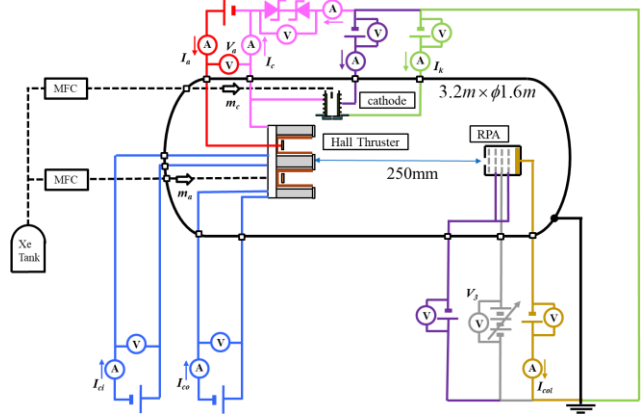 A
V
A
V_a
V
A
A
V
V
A
I_a
I_c
I_k
MFC
m_c
cathode
3.2m×ϕ1.6m
Hall Thruster
RPA
250mm
MFC
m_a
Xe
Tank
V
V
V
V_3
V
V
A
A
A
I_ci
I_co
I_col